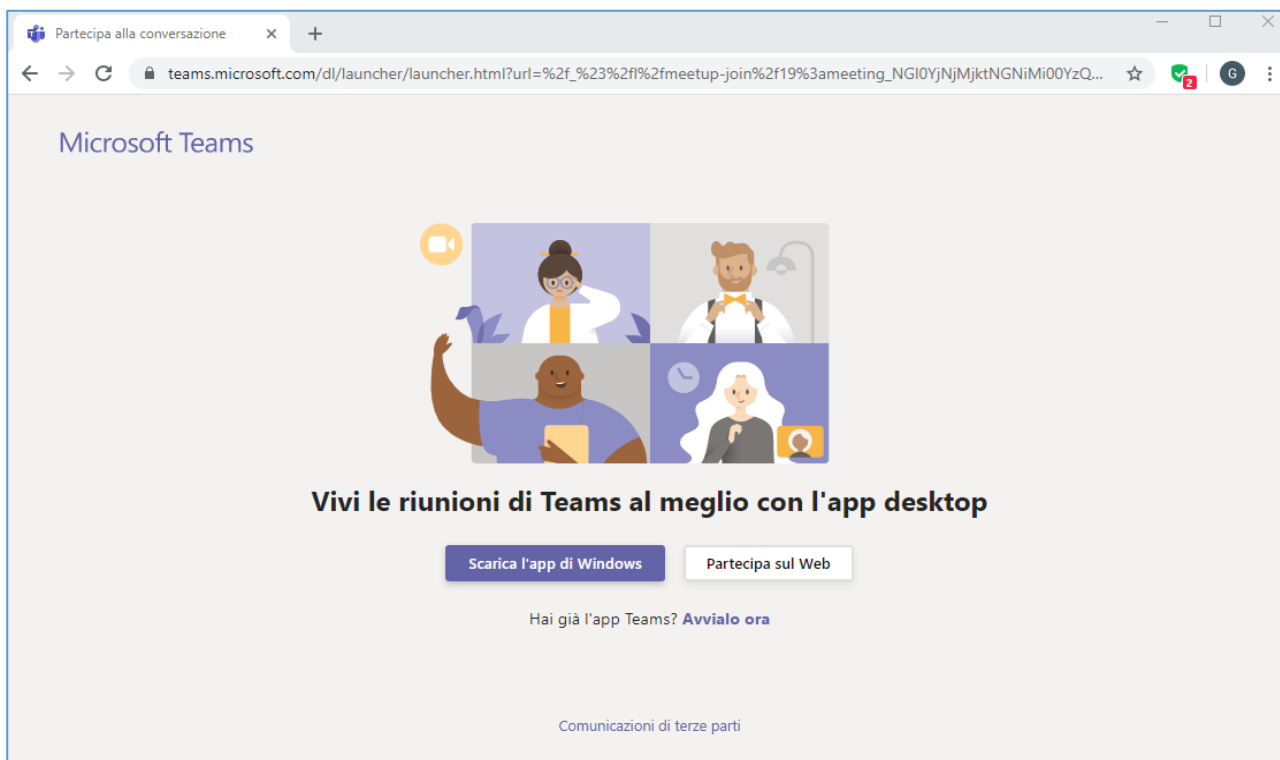 Partecipa alla conversazione
teams.microsoft.com/dl/launcher/launcher.html?url=%2f_%23%2fl%2fmeetup-join%2f19%3ameeting_NGI0YjNjMjktNGNiMi00YzQ...
2
G
Microsoft Teams
Vivi le riunioni di Teams al meglio con l'app desktop
Scarica l'app di Windows
Partecipa sul Web
Hai già l'app Teams? Avvialo ora
Comunicazioni di terze parti